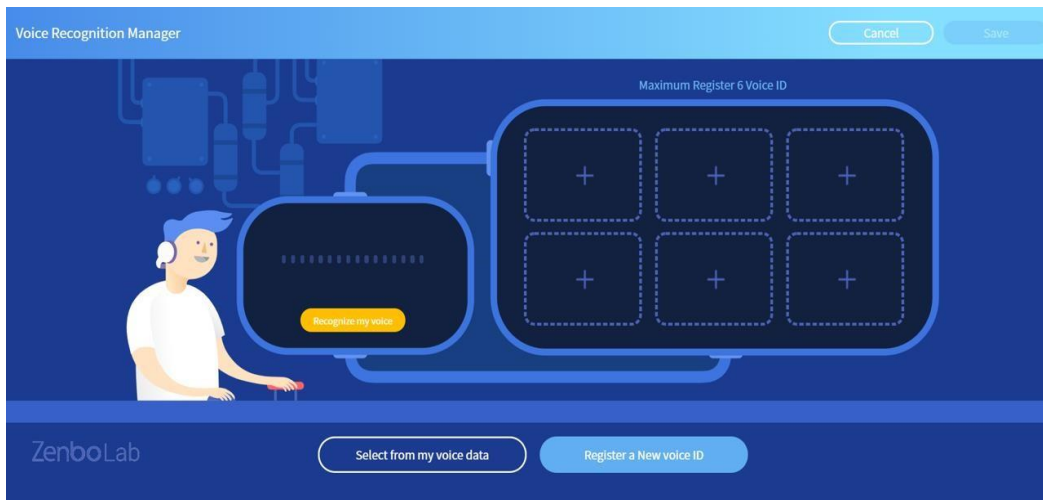 Voice Recognition Manager
Cancel
Save
Maximum Register 6 Voice ID
Recognize my voice
ZenboLab
Select from my voice data
Register a New voice ID